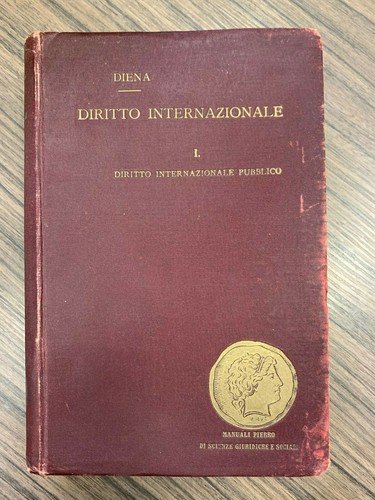 DIENA
DIRITTO INTERNAZIONALE
I.
DIRITTO INTERNAZIONALE PUBBLICO
MANUALI PIERRO
DI SCIENZE GIURIDICHE E SOCIALI